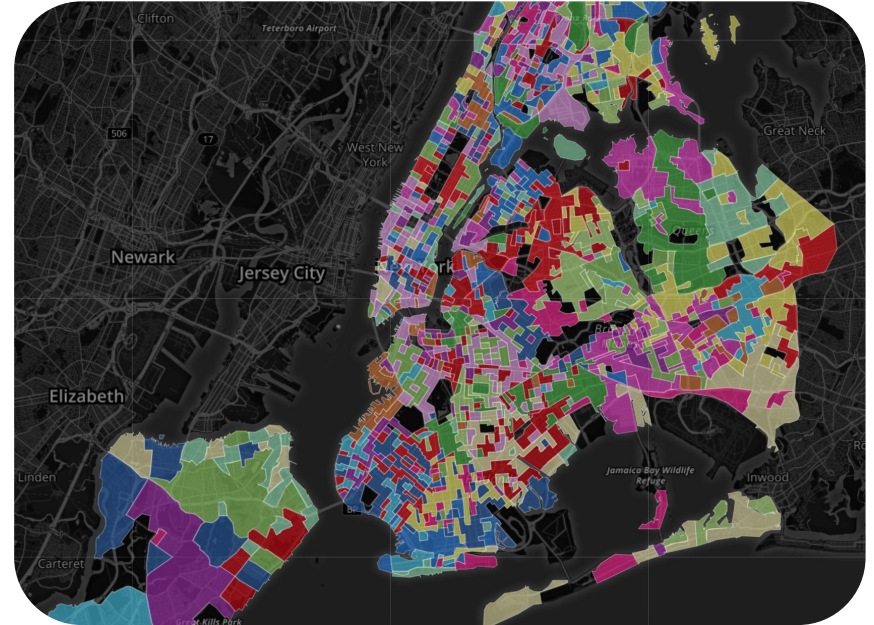 Clifton
Teterboro Airport
506
17
Great Neck
West New
York
Queens
Newark
Jersey City
rk
Elizabeth
Linden
Jamaica Bay Wildlife
Refuge
Inwood
Carteret
Great Kills Park